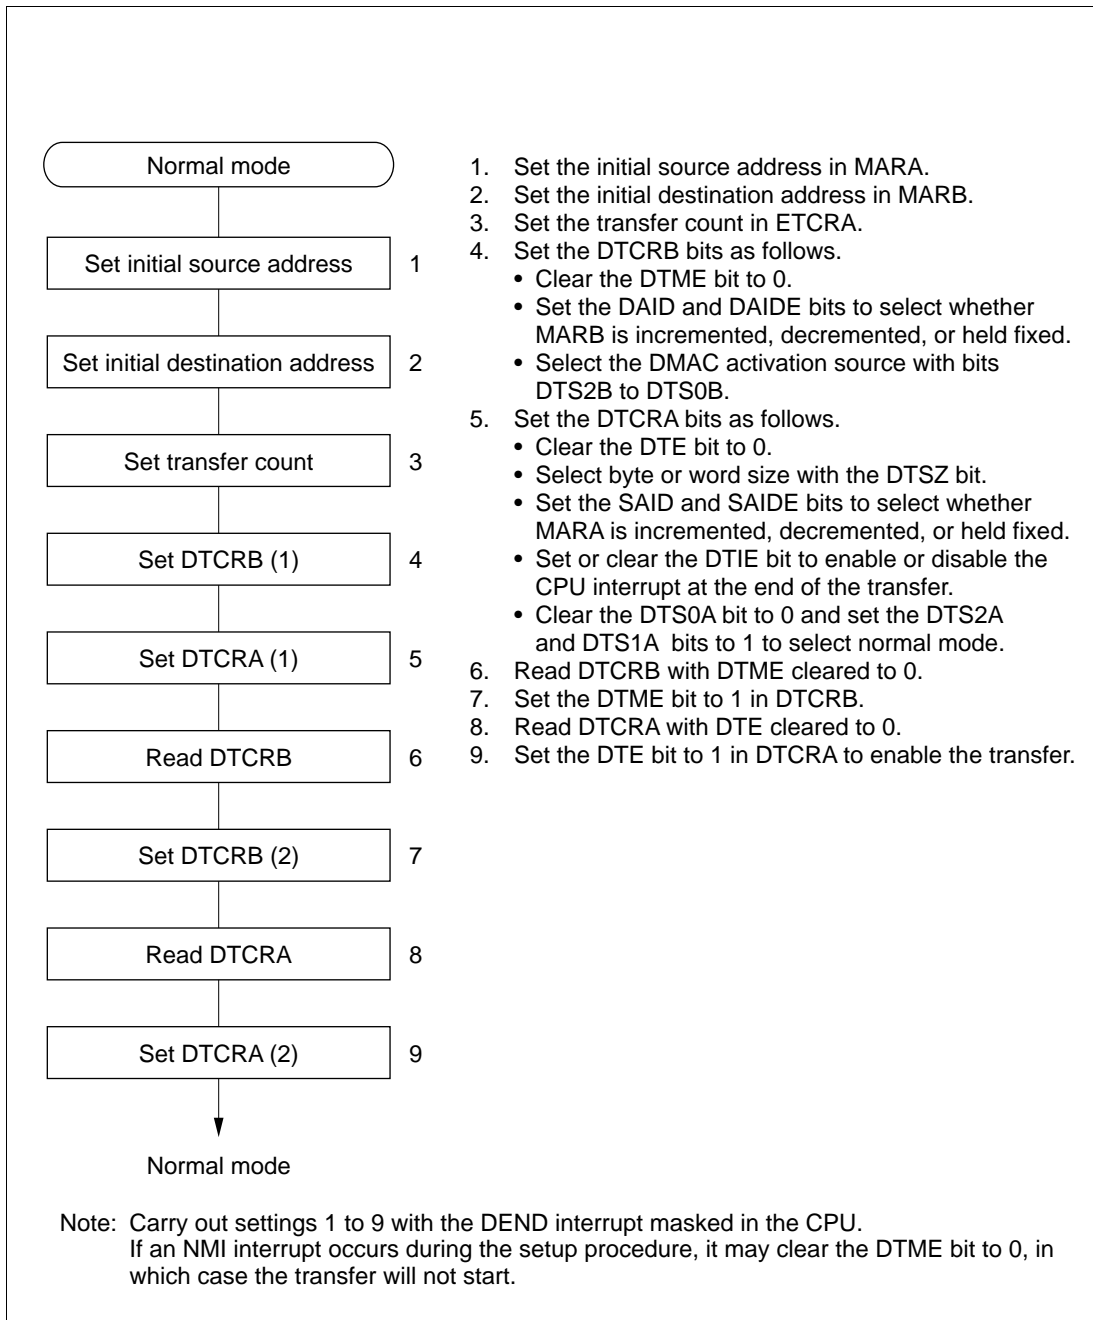 Normal mode
Set initial source address 1
Set initial destination address 2
Set transfer count 3
Set DTCRB (1) 4
Set DTCRA (1) 5
Read DTCRB 6
Set DTCRB (2) 7
Read DTCRA 8
Set DTCRA (2) 9
Normal mode
1. Set the initial source address in MARA.
2. Set the initial destination address in MARB.
3. Set the transfer count in ETCRA.
4. Set the DTCRB bits as follows.
• Clear the DTME bit to 0.
• Set the DAID and DAIDE bits to select whether
MARB is incremented, decremented, or held fixed.
• Select the DMAC activation source with bits
DTS2B to DTS0B.
5. Set the DTCRA bits as follows.
• Clear the DTE bit to 0.
• Select byte or word size with the DTSZ bit.
• Set the SAID and SAIDE bits to select whether
MARA is incremented, decremented, or held fixed.
• Set or clear the DTIE bit to enable or disable the
CPU interrupt at the end of the transfer.
• Clear the DTS0A bit to 0 and set the DTS2A
and DTS1A bits to 1 to select normal mode.
6. Read DTCRB with DTME cleared to 0.
7. Set the DTME bit to 1 in DTCRB.
8. Read DTCRA with DTE cleared to 0.
9. Set the DTE bit to 1 in DTCRA to enable the transfer.
Note: Carry out settings 1 to 9 with the DEND interrupt masked in the CPU.
If an NMI interrupt occurs during the setup procedure, it may clear the DTME bit to 0, in
which case the transfer will not start.